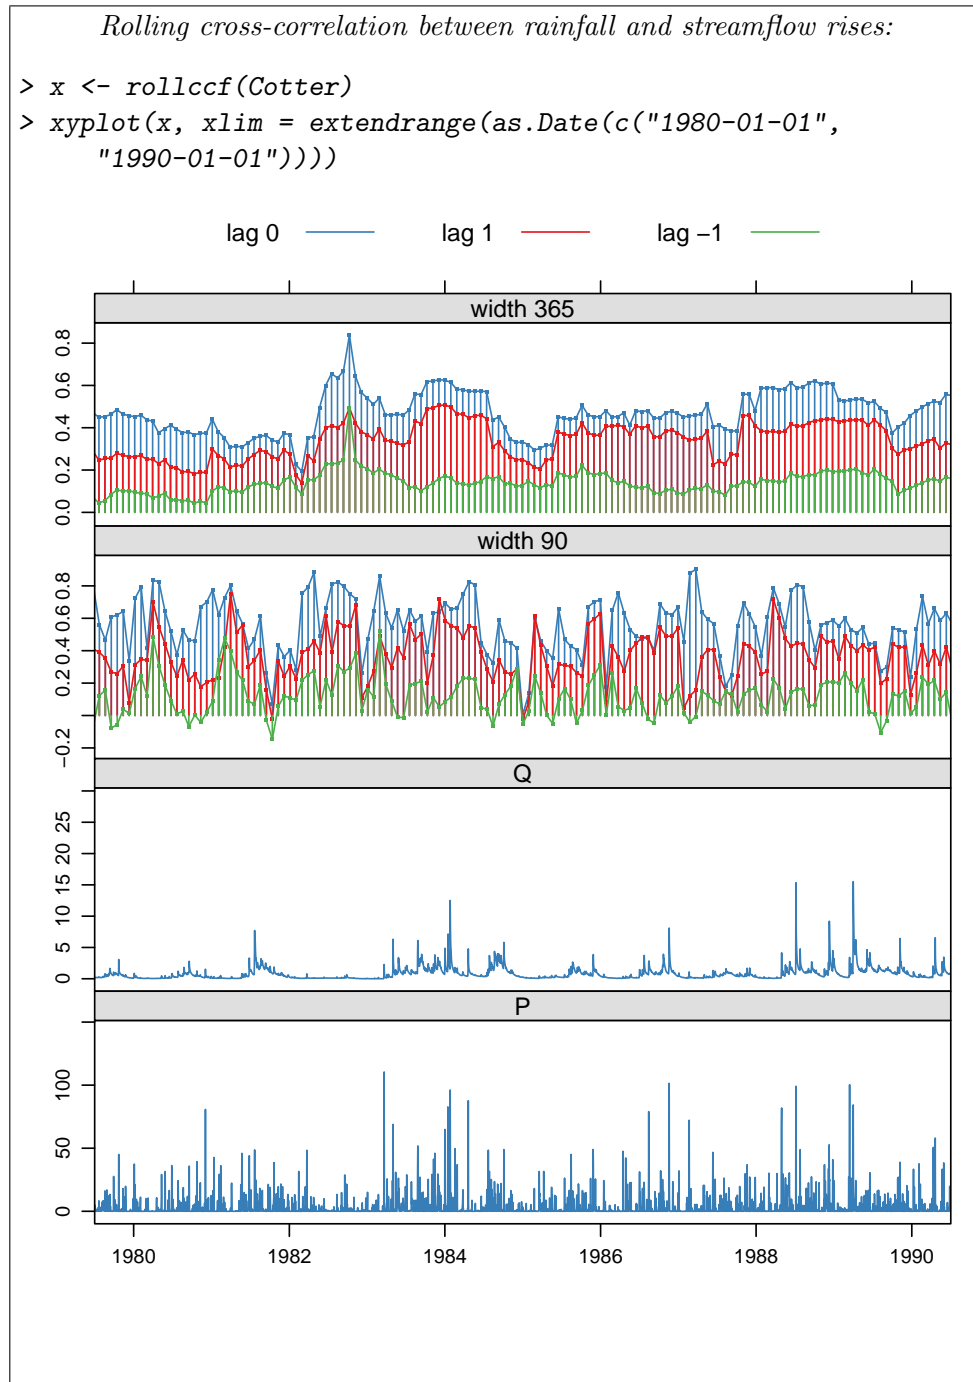 Rolling cross-correlation between rainfall and streamflow rises:
> x <- rollccf(Cotter)
> xyplot(x, xlim = extendrange(as.Date(c("1980-01-01",
"1990-01-01"))))
lag 0 lag 1 lag −1
width 365
0.8
0.6
0.4
0.2
0.0
width 90
0.8
0.6
0.4
0.2
−0.2
Q
25
20
15
10
5
0
P
100
50
0
1980 1982 1984 1986 1988 1990